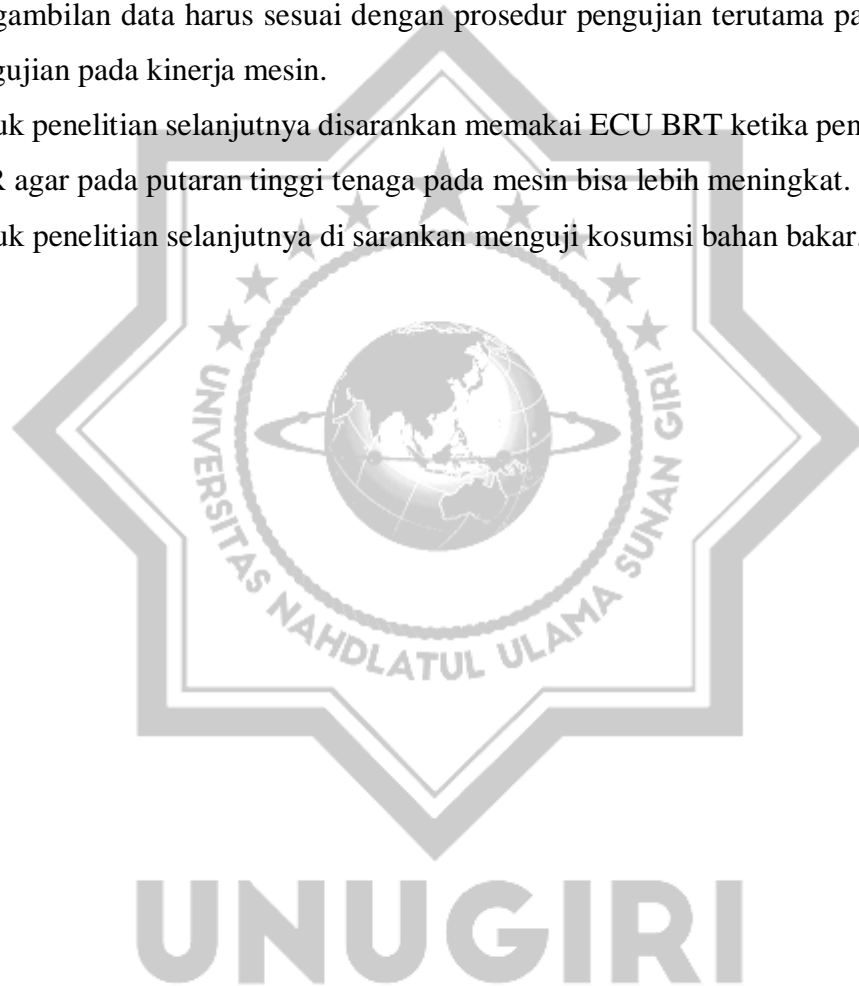 gambilan data harus sesuai dengan prosedur pengujian terutama pa
gujian pada kinerja mesin.
uk penelitian selanjutnya disarankan memakai ECU BRT ketika pen
R agar pada putaran tinggi tenaga pada mesin bisa lebih meningkat.
uk penelitian selanjutnya di sarankan menguji kosumsi bahan bakar.
UNIVERSITAS NAHDLATUL ULAMA SUNAN GIRI
UNUGIRI